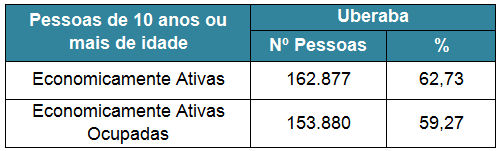 Pessoas de 10 anos ou
mais de idade
Uberaba
Nº Pessoas
%
Economicamente Ativas
162.877
62,73
Economicamente Ativas
Ocupadas
153.880
59,27